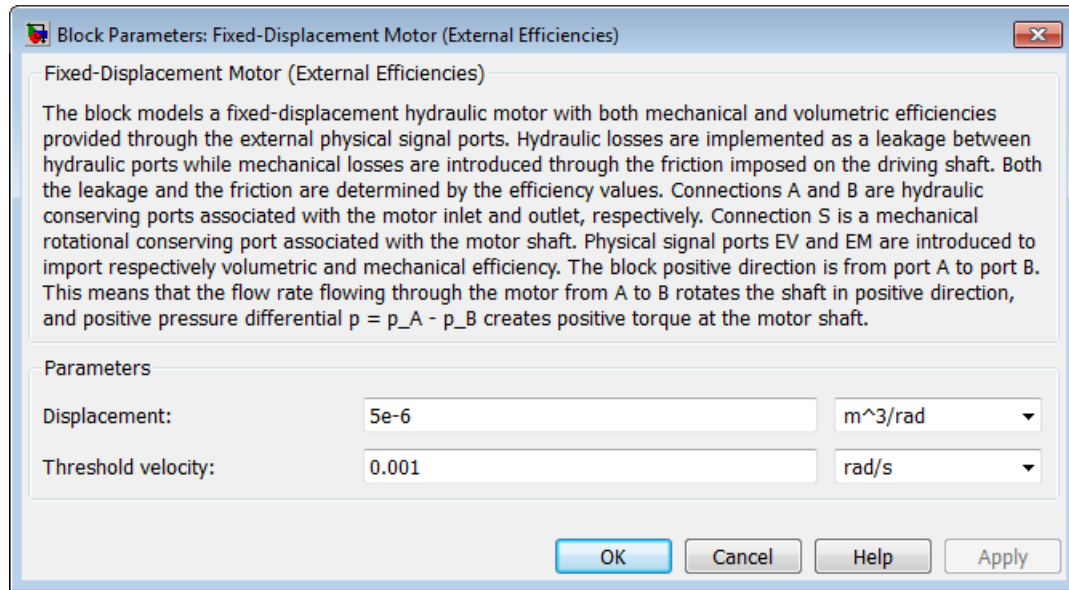 Block Parameters: Fixed-Displacement Motor (External Efficiencies)
Fixed-Displacement Motor (External Efficiencies)
The block models a fixed-displacement hydraulic motor with both mechanical and volumetric efficiencies
provided through the external physical signal ports. Hydraulic losses are implemented as a leakage between
hydraulic ports while mechanical losses are introduced through the friction imposed on the driving shaft. Both
the leakage and the friction are determined by the efficiency values. Connections A and B are hydraulic
conserving ports associated with the motor inlet and outlet, respectively. Connection S is a mechanical
rotational conserving port associated with the motor shaft. Physical signal ports EV and EM are introduced to
import respectively volumetric and mechanical efficiency. The block positive direction is from port A to port B.
This means that the flow rate flowing through the motor from A to B rotates the shaft in positive direction,
and positive pressure differential p = p_A - p_B creates positive torque at the motor shaft.
Parameters
Displacement: 5e-6 m^3/rad
Threshold velocity: 0.001 rad/s
OK Cancel Help Apply